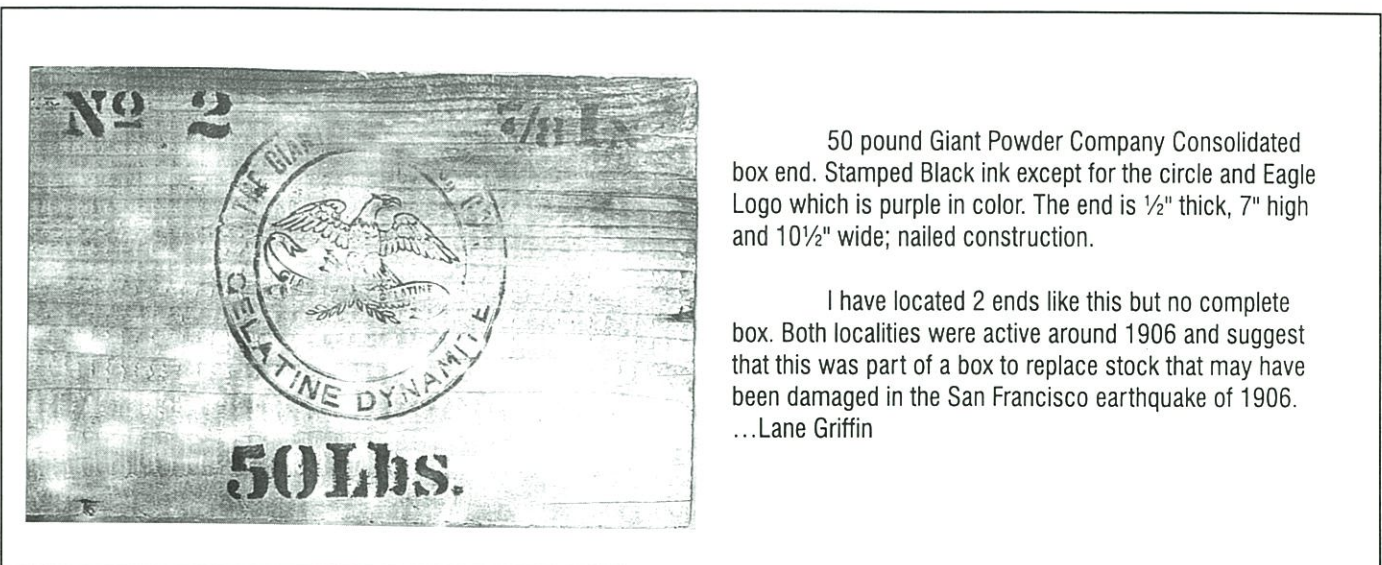 Nº 2
7/8
THE GIAN
GELATINE DYNAMITE
50Lbs.
50 pound Giant Powder Company Consolidated
box end. Stamped Black ink except for the circle and Eagle
Logo which is purple in color. The end is ½" thick, 7" high
and 10½" wide; nailed construction.
I have located 2 ends like this but no complete
box. Both localities were active around 1906 and suggest
that this was part of a box to replace stock that may have
been damaged in the San Francisco earthquake of 1906.
...Lane Griffin